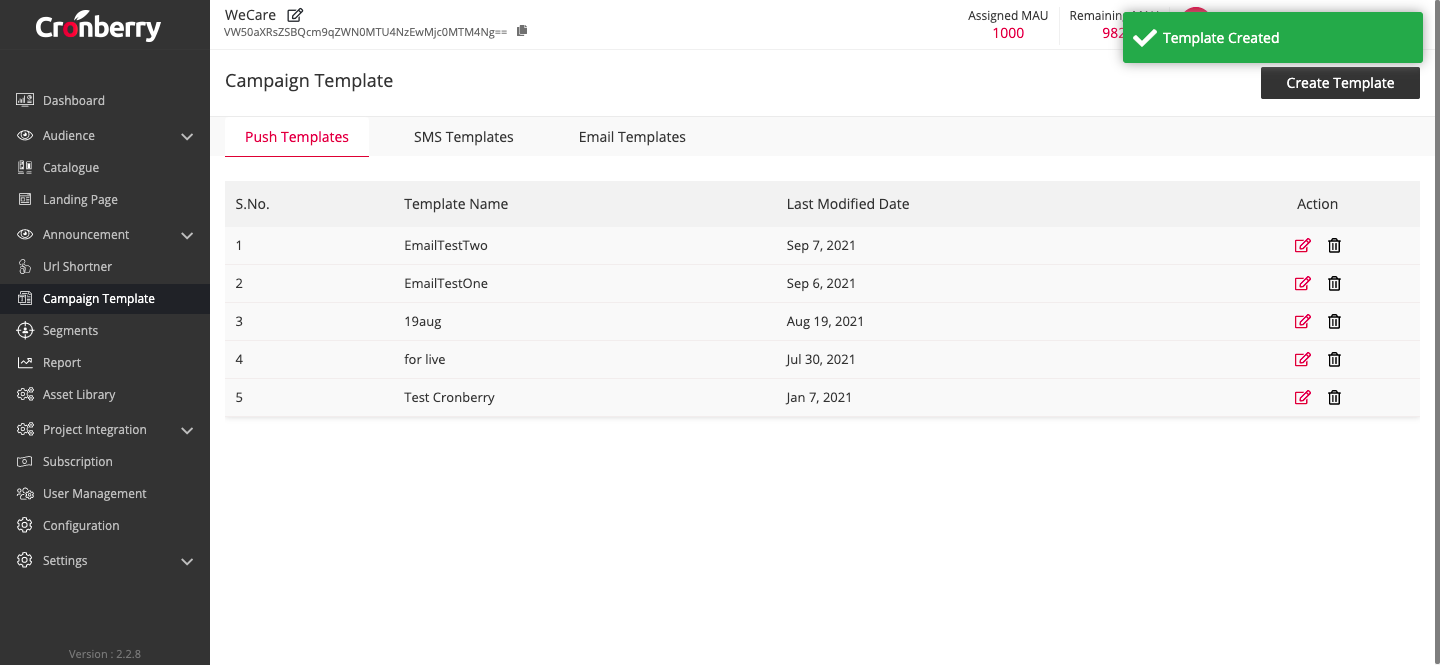 Cronberry
WeCare
VW50aXRsZSBQcm9qZWN0MTU4NzEwMjc0MTM4Ng==
Assigned MAU
1000
Remaining
982
Template Created
Campaign Template
Create Template
Dashboard
Audience
Catalogue
Landing Page
Announcement
Url Shortner
Campaign Template
Segments
Report
Asset Library
Project Integration
Subscription
User Management
Configuration
Settings
Version : 2.2.8
Push Templates SMS Templates Email Templates
S.No. Template Name Last Modified Date Action
1 EmailTestTwo Sep 7, 2021
2 EmailTestOne Sep 6, 2021
3 19aug Aug 19, 2021
4 for live Jul 30, 2021
5 Test Cronberry Jan 7, 2021